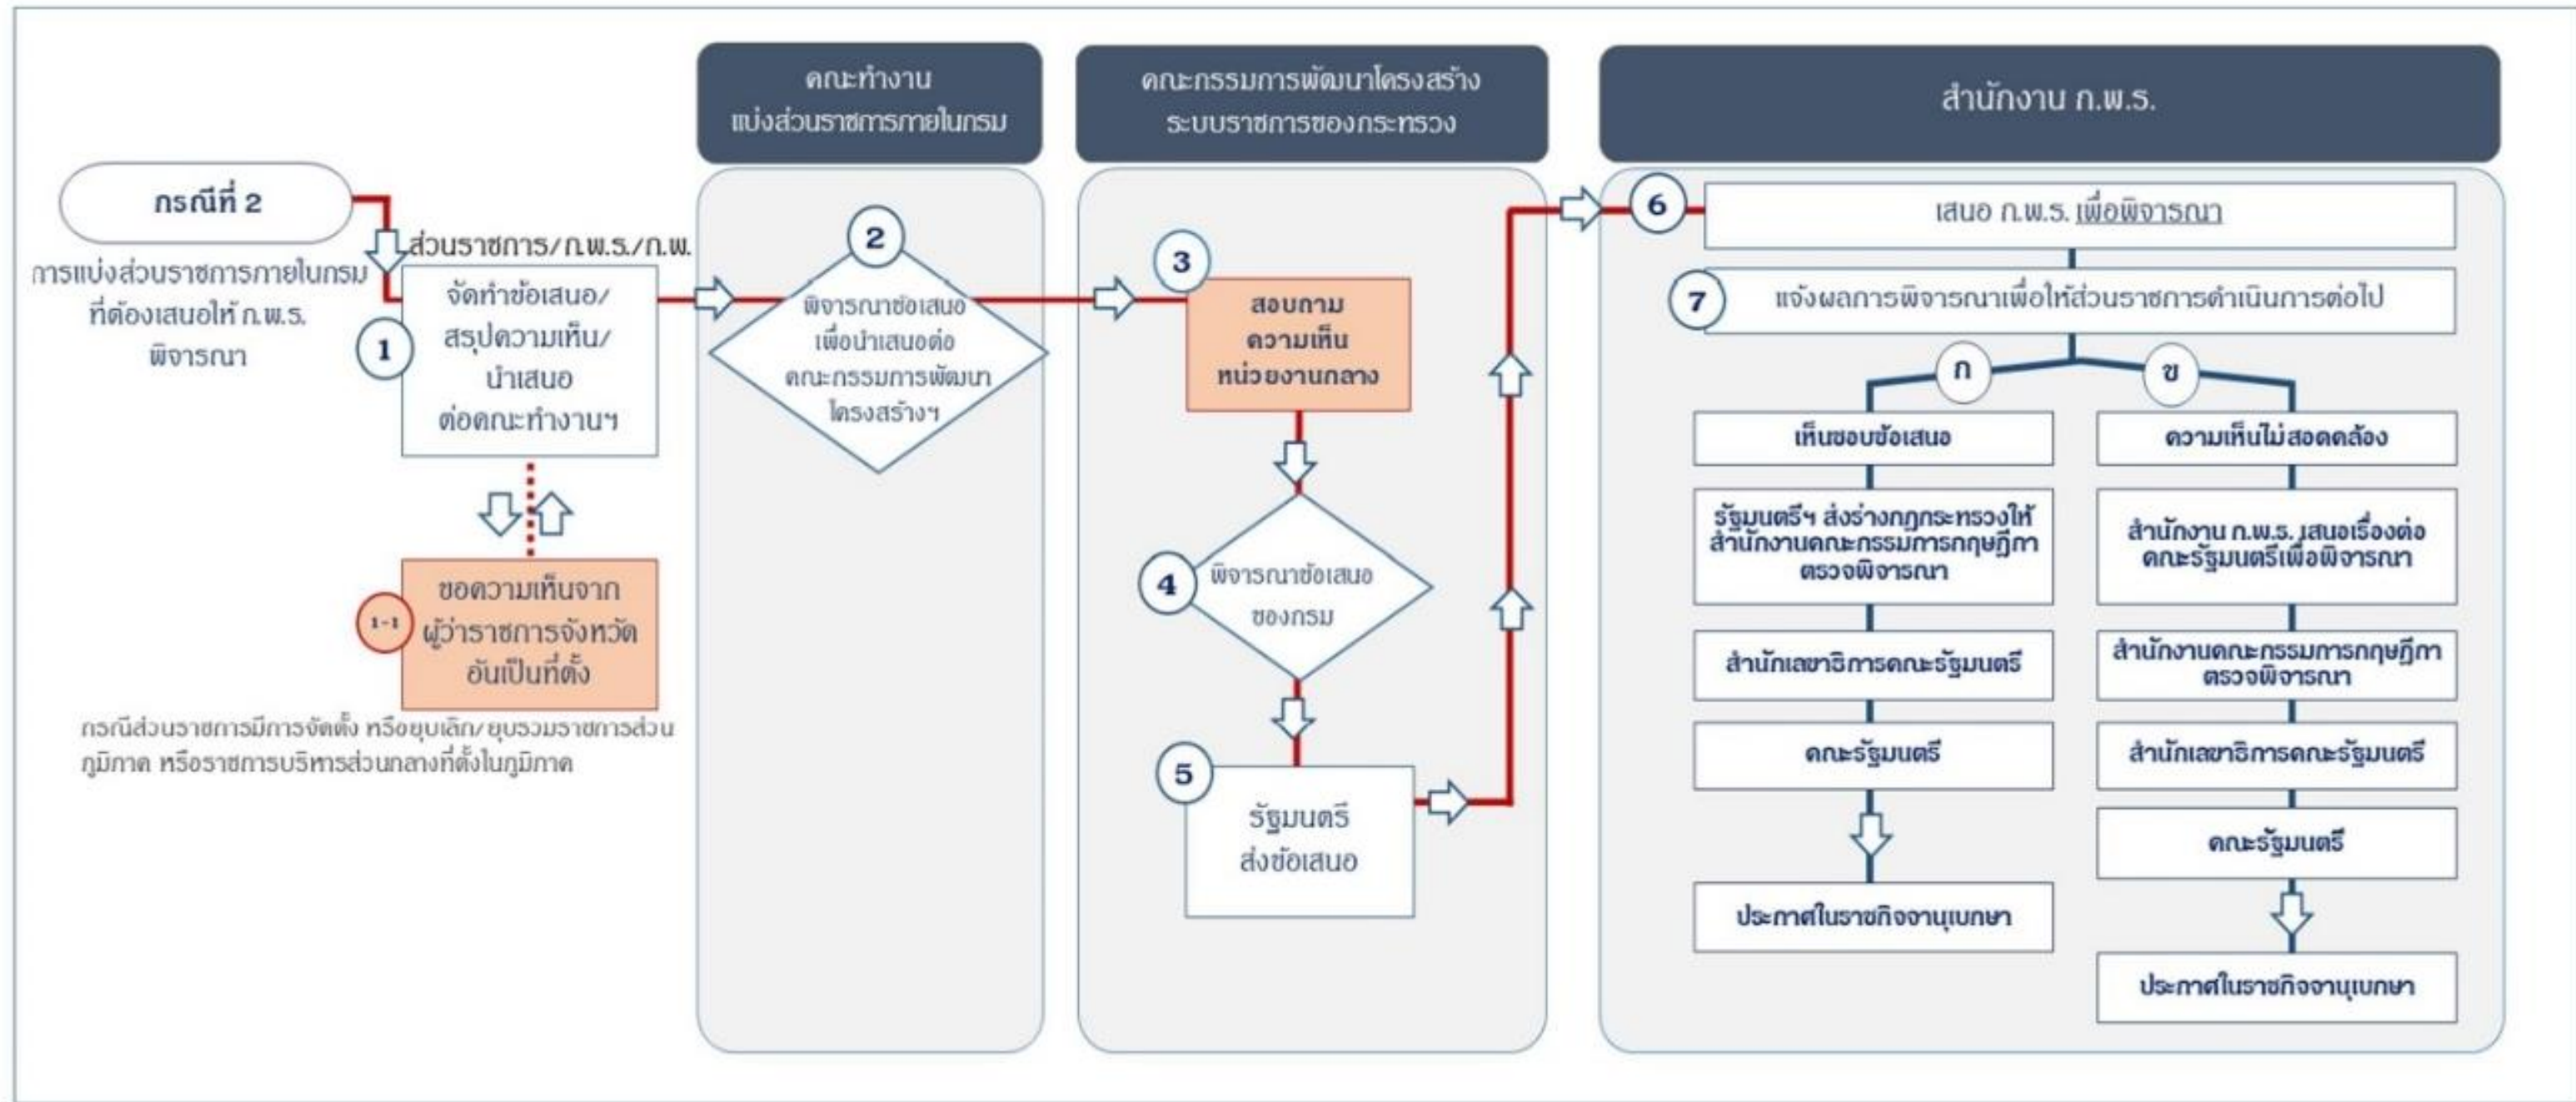 คณะทำงาน
แบ่งส่วนราชการภายในกรม
คณะกรรมการพัฒนาโครงสร้าง
ระบบราชการของกระทรวง
สำนักงาน ก.พ.ร.
กรณีที่ 2
การแบ่งส่วนราชการภายในกรม
ที่ต้องเสนอให้ ก.พ.ร.
พิจารณา
ส่วนราชการ/ก.พ.ร./ก.พ.
1
จัดทำข้อเสนอ/
สรุปความเห็น/
นำเสนอ
ต่อคณะทำงานฯ
1-1
ขอความเห็นจาก
ผู้ว่าราชการจังหวัด
อันเป็นที่ตั้ง
กรณีส่วนราชการมีการจัดตั้ง หรือยุบเลิก/ยุบรวมราชการส่วน
ภูมิภาค หรือราชการบริหารส่วนกลางที่ตั้งในภูมิภาค
2
พิจารณาข้อเสนอ
เพื่อนำเสนอต่อ
คณะกรรมการพัฒนา
โครงสร้างฯ
3
สอบถาม
ความเห็น
หน่วยงานกลาง
4
พิจารณาข้อเสนอ
ของกรม
5
รัฐมนตรี
ส่งข้อเสนอ
6
เสนอ ก.พ.ร. เพื่อพิจารณา
7
แจ้งผลการพิจารณาเพื่อให้ส่วนราชการดำเนินการต่อไป
ก
เห็นชอบข้อเสนอ
รัฐมนตรีฯ ส่งร่างกฎกระทรวงให้
สำนักงานคณะกรรมการกฤษฎีกา
ตรวจพิจารณา
สำนักเลขาธิการคณะรัฐมนตรี
คณะรัฐมนตรี
ประกาศในราชกิจจานุเบกษา
ข
ความเห็นไม่สอดคล้อง
สำนักงาน ก.พ.ร. เสนอเรื่องต่อ
คณะรัฐมนตรีเพื่อพิจารณา
สำนักงานคณะกรรมการกฤษฎีกา
ตรวจพิจารณา
สำนักเลขาธิการคณะรัฐมนตรี
คณะรัฐมนตรี
ประกาศในราชกิจจานุเบกษา